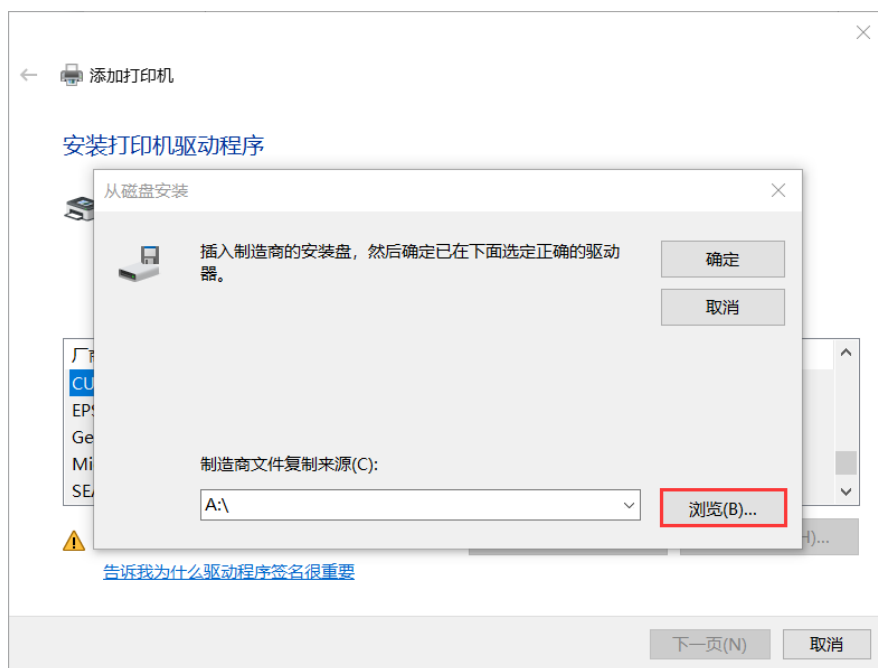 添加打印机
安装打印机驱动程序
从磁盘安装
插入制造商的安装盘，然后确定已在下面选定正确的驱动
器。
确定
取消
厂
CU
EPS
Ge
Mi
SEA
制造商文件复制来源(C):
A:\
浏览(B)...
H)...
告诉我为什么驱动程序签名很重要
下一页(N)
取消